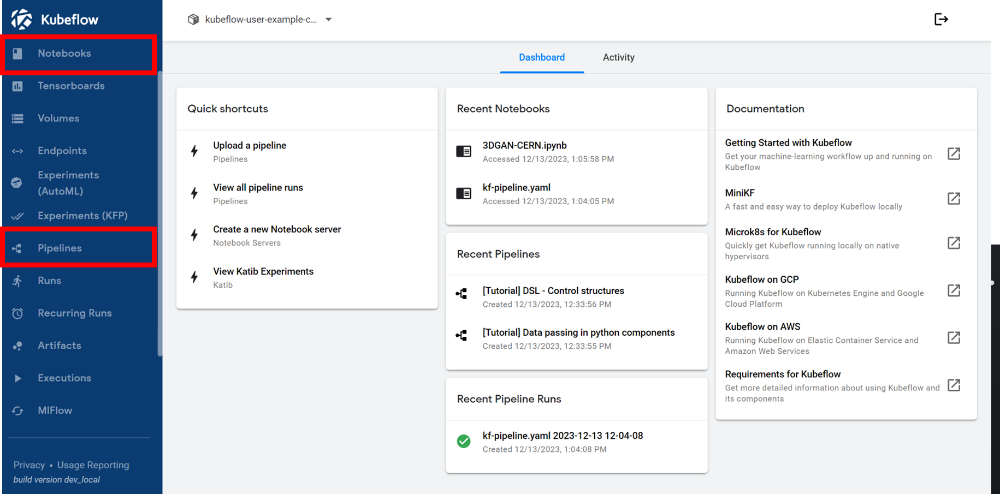 Kubeflow
Notebooks
Tensorboards
Volumes
Endpoints
Experiments
(AutoML)
Experiments (KFP)
Pipelines
Runs
Recurring Runs
Artifacts
Executions
MlFlow
Privacy • Usage Reporting
build version dev_local
kubeflow-user-example-c...
Dashboard
Activity
Quick shortcuts
Upload a pipeline
Pipelines
View all pipeline runs
Pipelines
Create a new Notebook server
Notebook Servers
View Katib Experiments
Katib
Recent Notebooks
3DGAN-CERN.ipynb
Accessed 12/13/2023, 1:05:58 PM
kf-pipeline.yaml
Accessed 12/13/2023, 1:04:05 PM
Recent Pipelines
[Tutorial] DSL - Control structures
Created 12/13/2023, 12:33:56 PM
[Tutorial] Data passing in python components
Created 12/13/2023, 12:33:55 PM
Recent Pipeline Runs
kf-pipeline.yaml 2023-12-13 12-04-08
Created 12/13/2023, 1:04:08 PM
Documentation
Getting Started with Kubeflow
Get your machine-learning workflow up and running on
Kubeflow
MiniKF
A fast and easy way to deploy Kubeflow locally
Microk8s for Kubeflow
Quickly get Kubeflow running locally on native
hypervisors
Kubeflow on GCP
Running Kubeflow on Kubernetes Engine and Google
Cloud Platform
Kubeflow on AWS
Running Kubeflow on Elastic Container Service and
Amazon Web Services
Requirements for Kubeflow
Get more detailed information about using Kubeflow and
its components